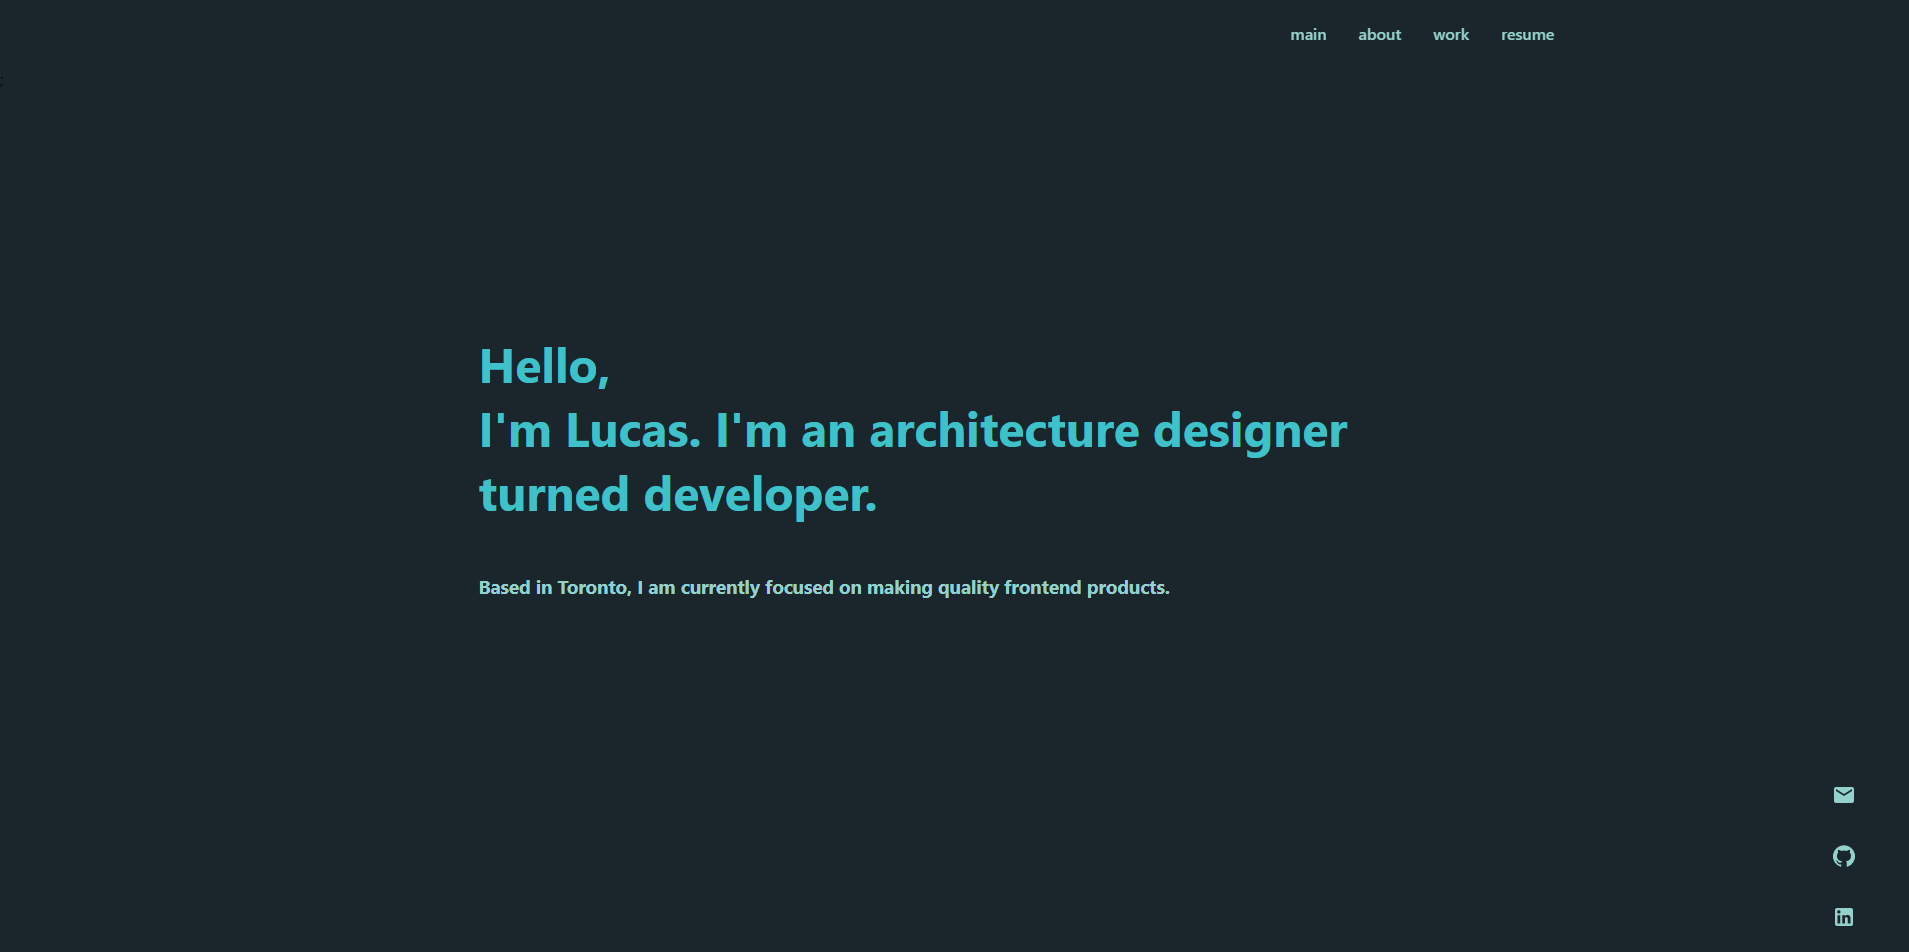 main about work resume
;
Hello,
I'm Lucas. I'm an architecture designer
turned developer.
Based in Toronto, I am currently focused on making quality frontend products.
in